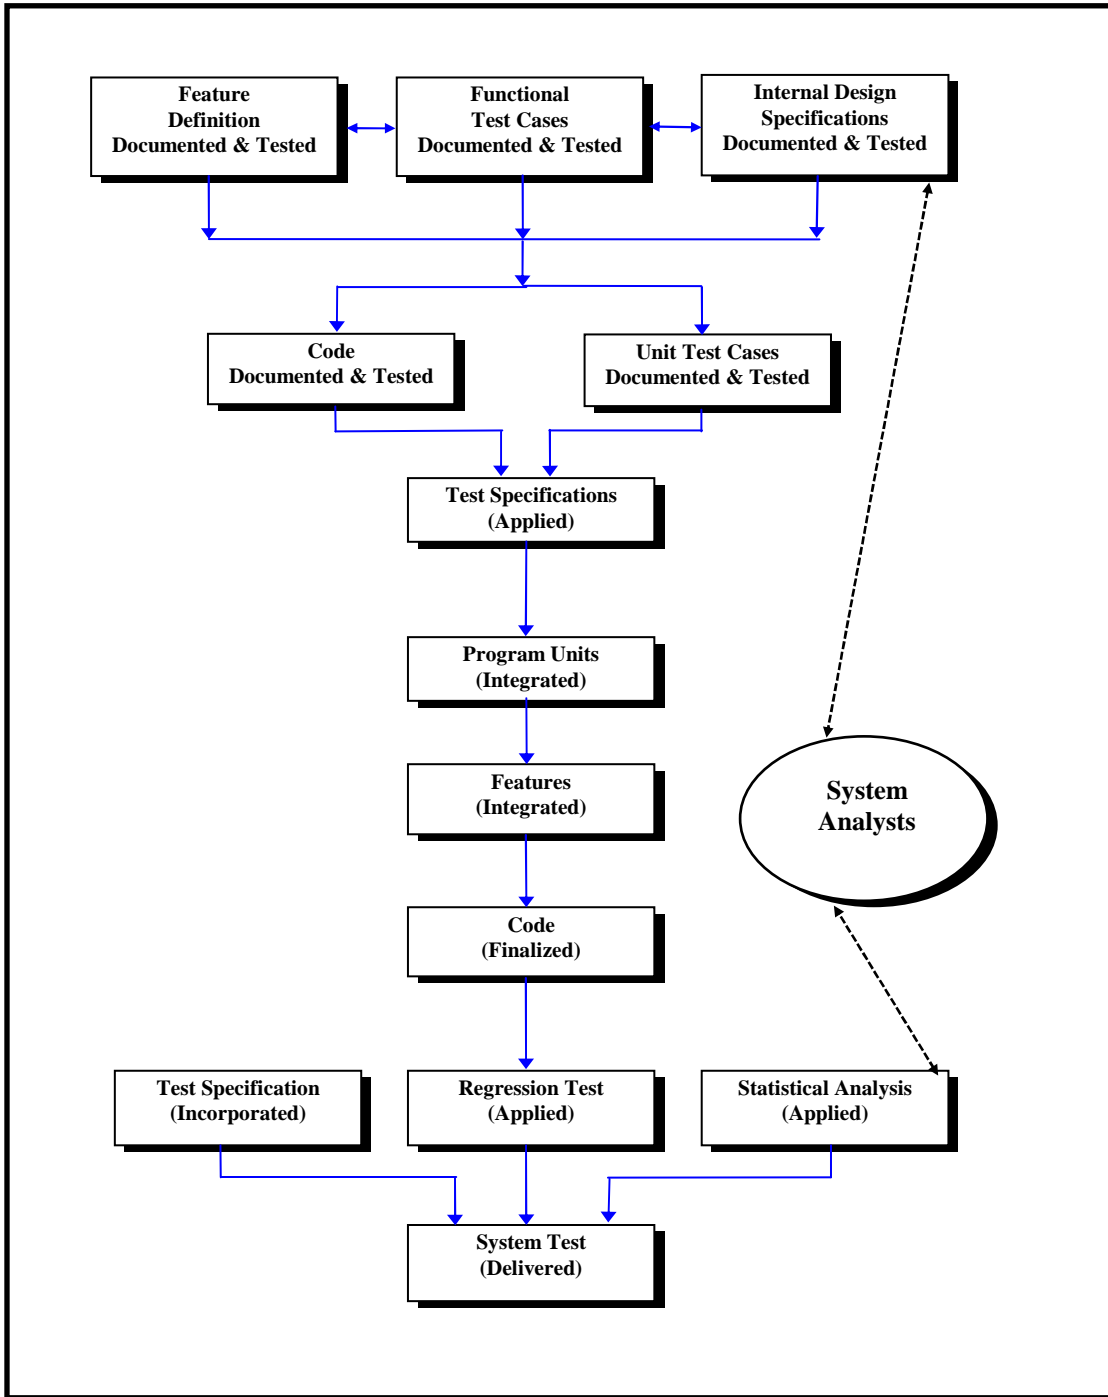 Feature
Definition
Documented & Tested
Functional
Test Cases
Documented & Tested
Internal Design
Specifications
Documented & Tested
Code
Documented & Tested
Unit Test Cases
Documented & Tested
Test Specifications
(Applied)
Program Units
(Integrated)
Features
(Integrated)
System
Analysts
Code
(Finalized)
Test Specification
(Incorporated)
Regression Test
(Applied)
Statistical Analysis
(Applied)
System Test
(Delivered)